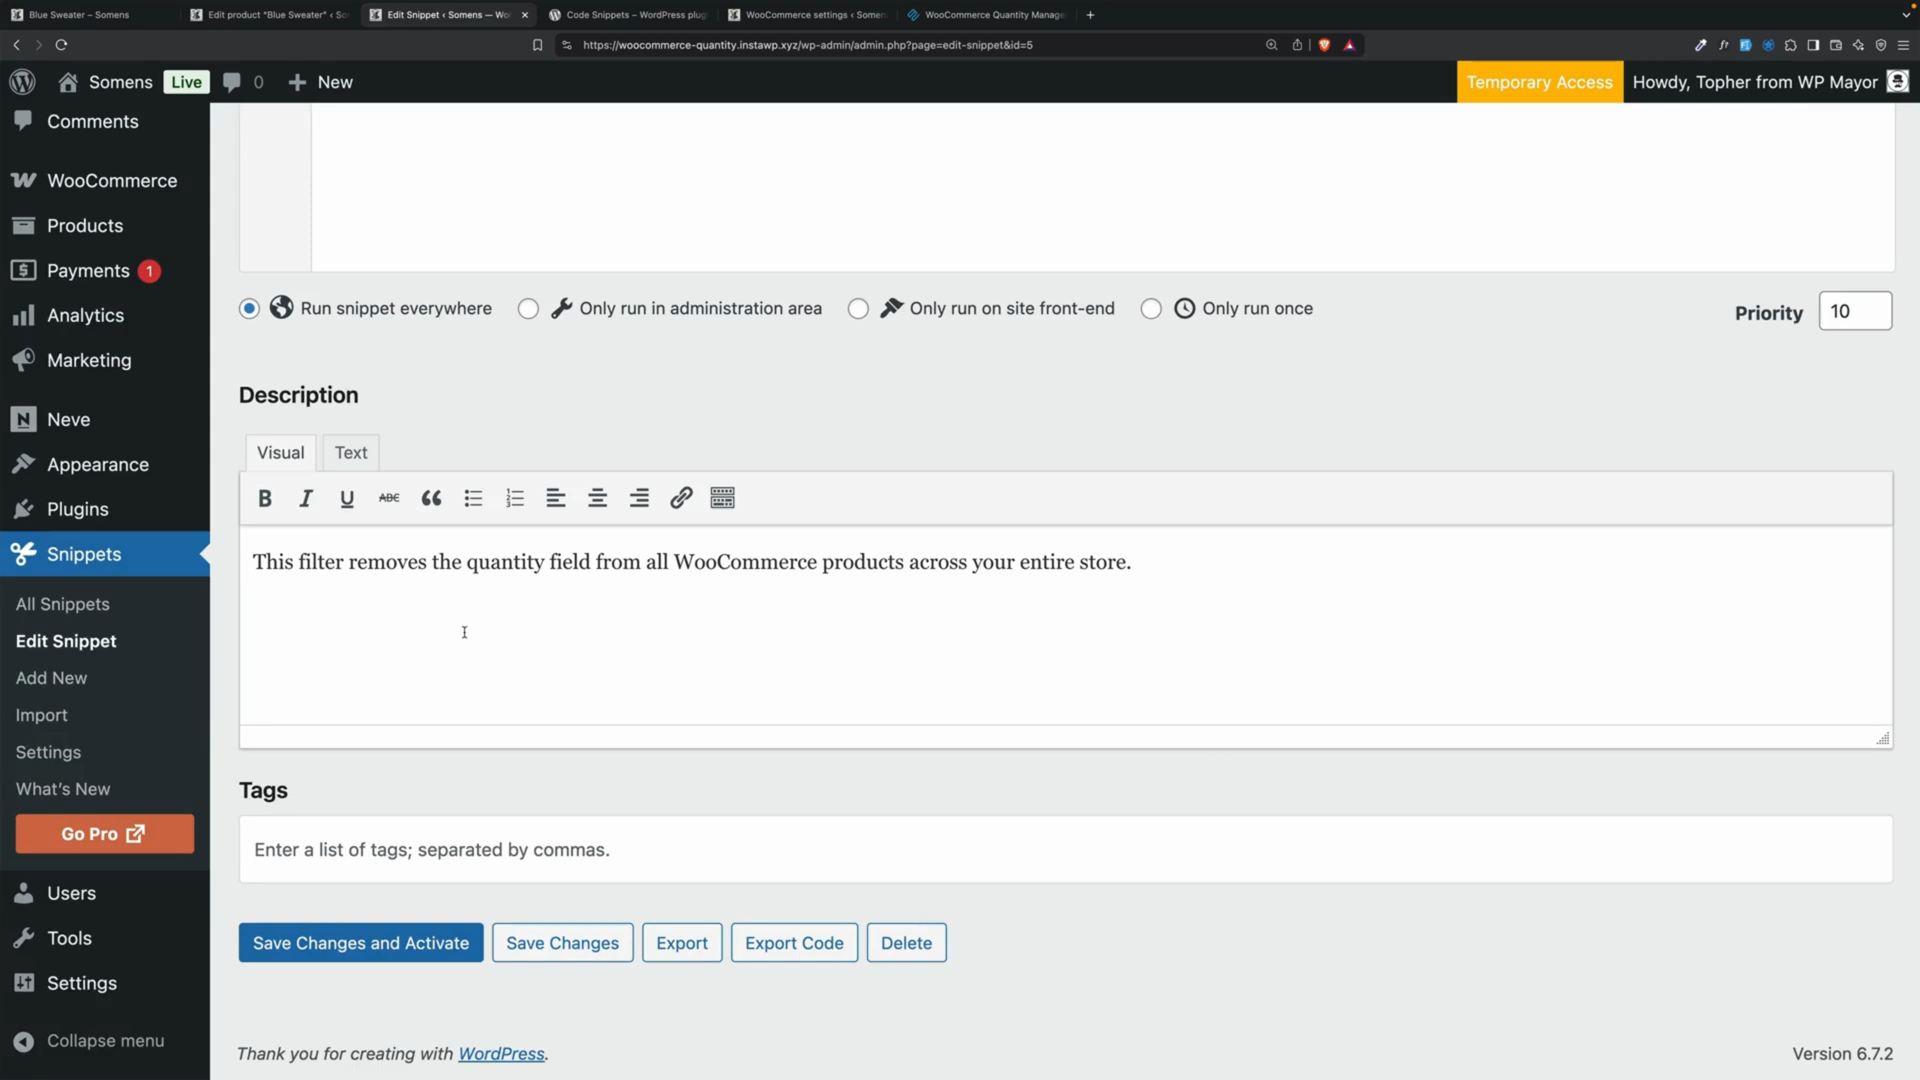 Blue Sweater – Somens
Edit product "Blue Sweater" ‹ So
Edit Snippet ‹ Somens — Wor
Code Snippets – WordPress plug
WooCommerce settings ‹ Somen
WooCommerce Quantity Manage
https://woocommerce-quantity.instawp.xyz/wp-admin/admin.php?page=edit-snippet&id=5
Somens
Live
0
New
Temporary Access
Howdy, Topher from WP Mayor
Comments
WooCommerce
Products
Payments 1
Analytics
Marketing
Neve
Appearance
Plugins
Snippets
All Snippets
Edit Snippet
Add New
Import
Settings
What's New
Go Pro
Users
Tools
Settings
Collapse menu
Run snippet everywhere
Only run in administration area
Only run on site front-end
Only run once
Priority
10
Description
Visual
Text
B I U ABC
This filter removes the quantity field from all WooCommerce products across your entire store.
Tags
Enter a list of tags; separated by commas.
Save Changes and Activate
Save Changes
Export
Export Code
Delete
Thank you for creating with WordPress.
Version 6.7.2